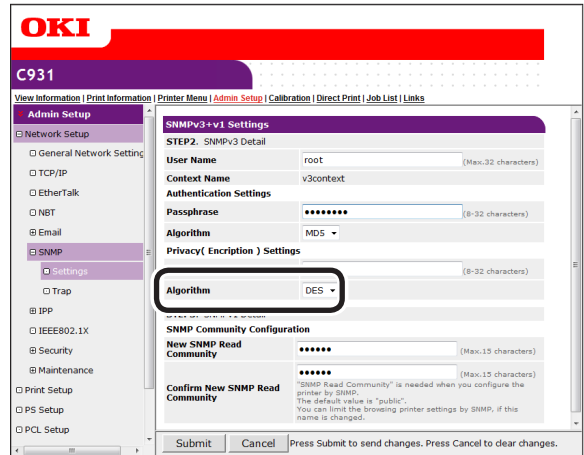 OKI
C931
View Information | Print Information | Printer Menu | Admin Setup | Calibration | Direct Print | Job List | Links
Admin Setup
Network Setup
General Network Setting
TCP/IP
EtherTalk
NBT
Email
SNMP
Settings
Trap
IPP
IEEE802.1X
Security
Maintenance
Print Setup
PS Setup
PCL Setup
SNMPv3+v1 Settings
STEP2. SNMPv3 Detail
User Name root (Max.32 characters)
Context Name v3context
Authentication Settings
Passphrase •••••••• (8-32 characters)
Algorithm MD5
Privacy( Encription ) Settings
(8-32 characters)
Algorithm DES
SNMP Community Configuration
New SNMP Read
Community
•••••• (Max.15 characters)
Confirm New SNMP Read
Community
•••••• (Max.15 characters)
"SNMP Read Community" is needed when you configure the
printer by SNMP.
The default value is "public".
You can limit the browsing printer settings by SNMP, if this
name is changed.
Submit Cancel Press Submit to send changes. Press Cancel to clear changes.